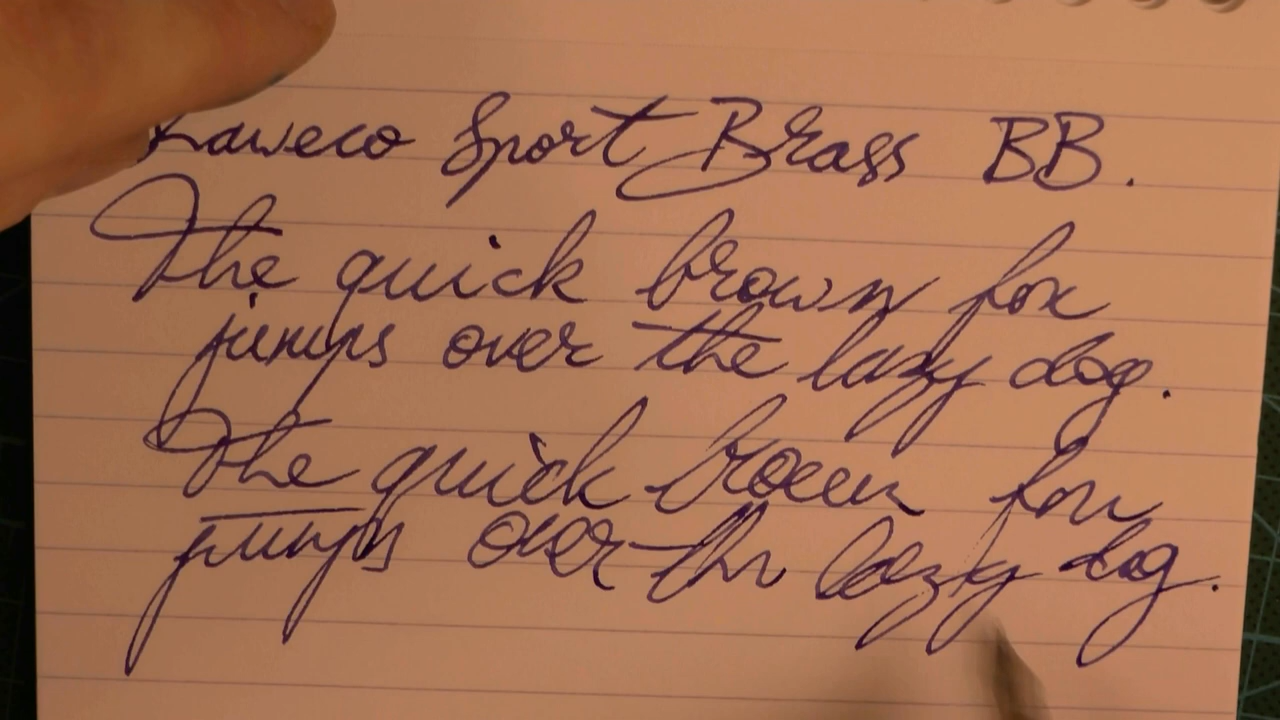 Kaweco Sport Brass BB.
The quick brown fox
jumps over the lazy dog.
The quick brown fox
jumps over the lazy dog.